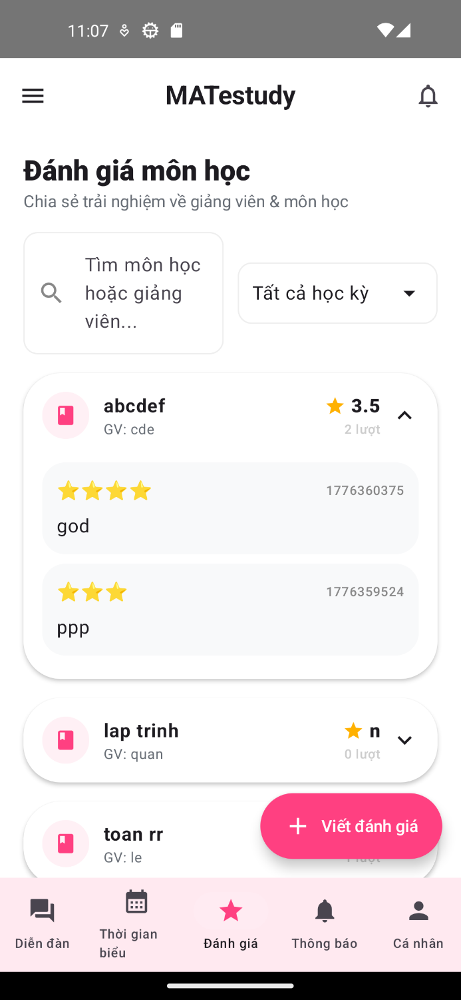 11:07
MATestudy
Đánh giá môn học
Chia sẻ trải nghiệm về giảng viên & môn học
Tìm môn học
hoặc giảng
viên...
Tất cả học kỳ
abcdef
3.5
GV: cde
2 lượt
1776360375
god
1776359524
ppp
lap trinh
n
GV: quan
0 lượt
toan rr
Viết đánh giá
GV: le
Diễn đàn
Thời gian
biểu
Đánh giá
Thông báo
Cá nhân